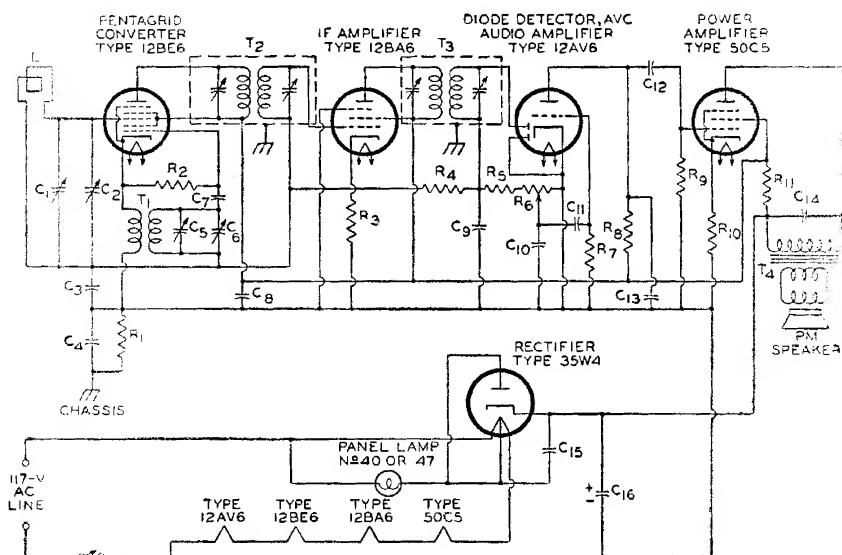 PENTAGRID
CONVERTER
TYPE 12BE6
T2
IF AMPLIFIER
TYPE 12BA6
T3
DIODE DETECTOR, AVC
AUDIO AMPLIFIER
TYPE 12AV6
POWER
AMPLIFIER
TYPE 50C5
L
C12
C1
C2
R2
C7
T1
C5
C6
R3
R4
R5
R6
C9
C10
C11
R7
R8
R9
R10
R11
C14
C3
C8
C13
T4
C4
R1
PM
SPEAKER
CHASSIS
RECTIFIER
TYPE 35W4
PANEL LAMP
Nº40 OR 47
C15
+
-
C16
117-V
AC
LINE
TYPE
12AV6
TYPE
12BE6
TYPE
12BA6
TYPE
50C5